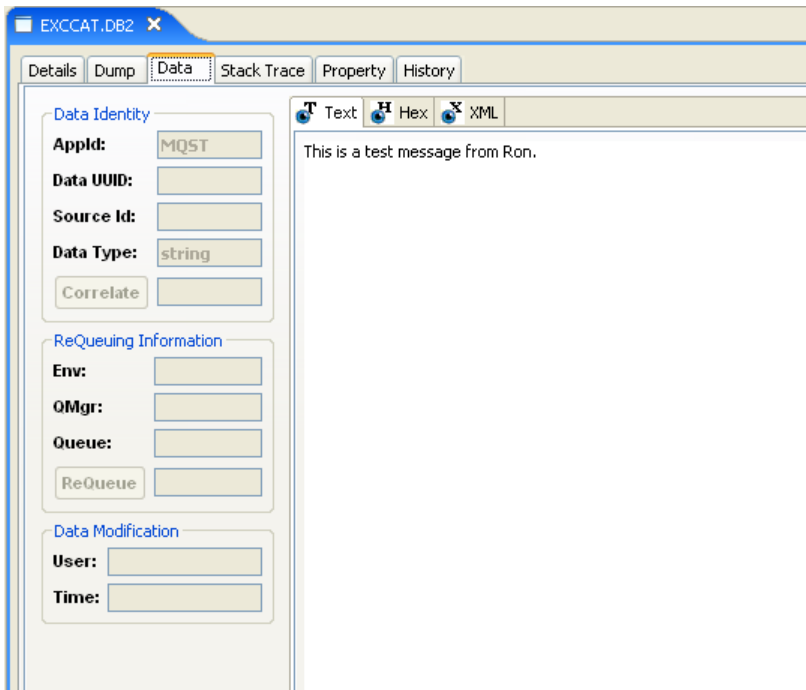 EXCCAT.DB2
Details Dump Data Stack Trace Property History
Data Identity
AppId: MQST
Data UUID:
Source Id:
Data Type: string
Correlate
ReQueuing Information
Env:
QMgr:
Queue:
ReQueue
Data Modification
User:
Time:
T Text H Hex X XML
This is a test message from Ron.